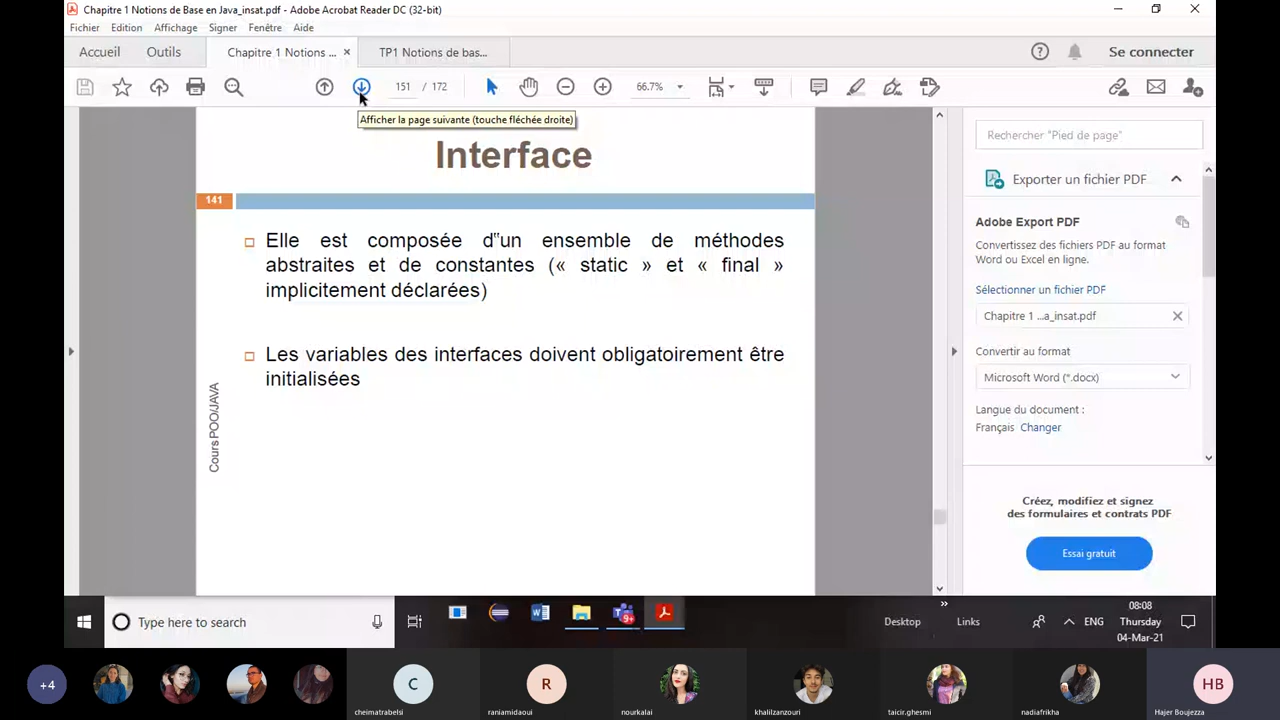 Chapitre 1 Notions de Base en Java_insat.pdf - Adobe Acrobat Reader DC (32-bit)
Fichier Edition Affichage Signer Fenêtre Aide
Accueil Outils Chapitre 1 Notions ... × TP1 Notions de bas... Se connecter
151 / 172 66.7%
Afficher la page suivante (touche fléchée droite)
Interface
141
Elle est composée d‟un ensemble de méthodes
abstraites et de constantes (« static » et « final »
implicitement déclarées)
Les variables des interfaces doivent obligatoirement être
initialisées
Cours POO/JAVA
Rechercher "Pied de page"
Exporter un fichier PDF
Adobe Export PDF
Convertissez des fichiers PDF au format
Word ou Excel en ligne.
Sélectionner un fichier PDF
Chapitre 1 ...a_insat.pdf
Convertir au format
Microsoft Word (*.docx)
Langue du document :
Français Changer
Créez, modifiez et signez
des formulaires et contrats PDF
Essai gratuit
Type here to search
9+
Desktop
Links
ENG
08:08
Thursday
04-Mar-21
+4
C
R
HB
cheimatrabelsi
raniamidaoui
nourkalai
khalilzanzouri
taicir.ghesmi
nadiafrikha
Hajer Boujezza